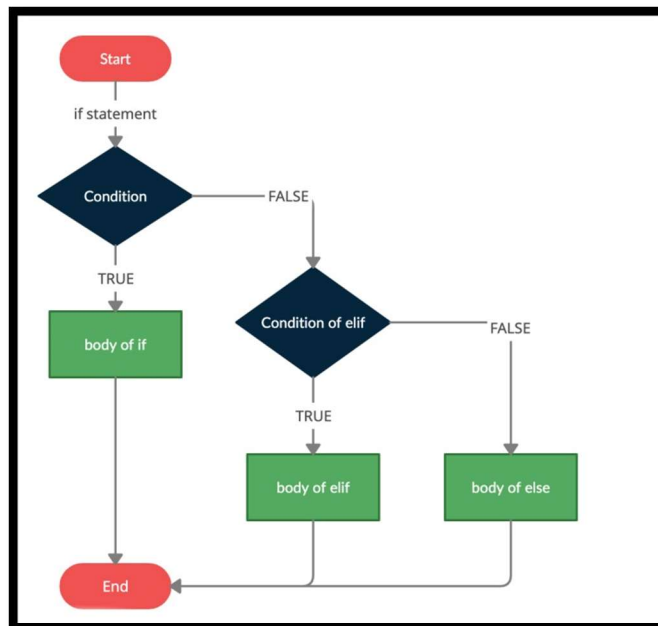 Start
if statement
Condition
FALSE
TRUE
Condition of elif
body of if
FALSE
TRUE
body of elif
body of else
End